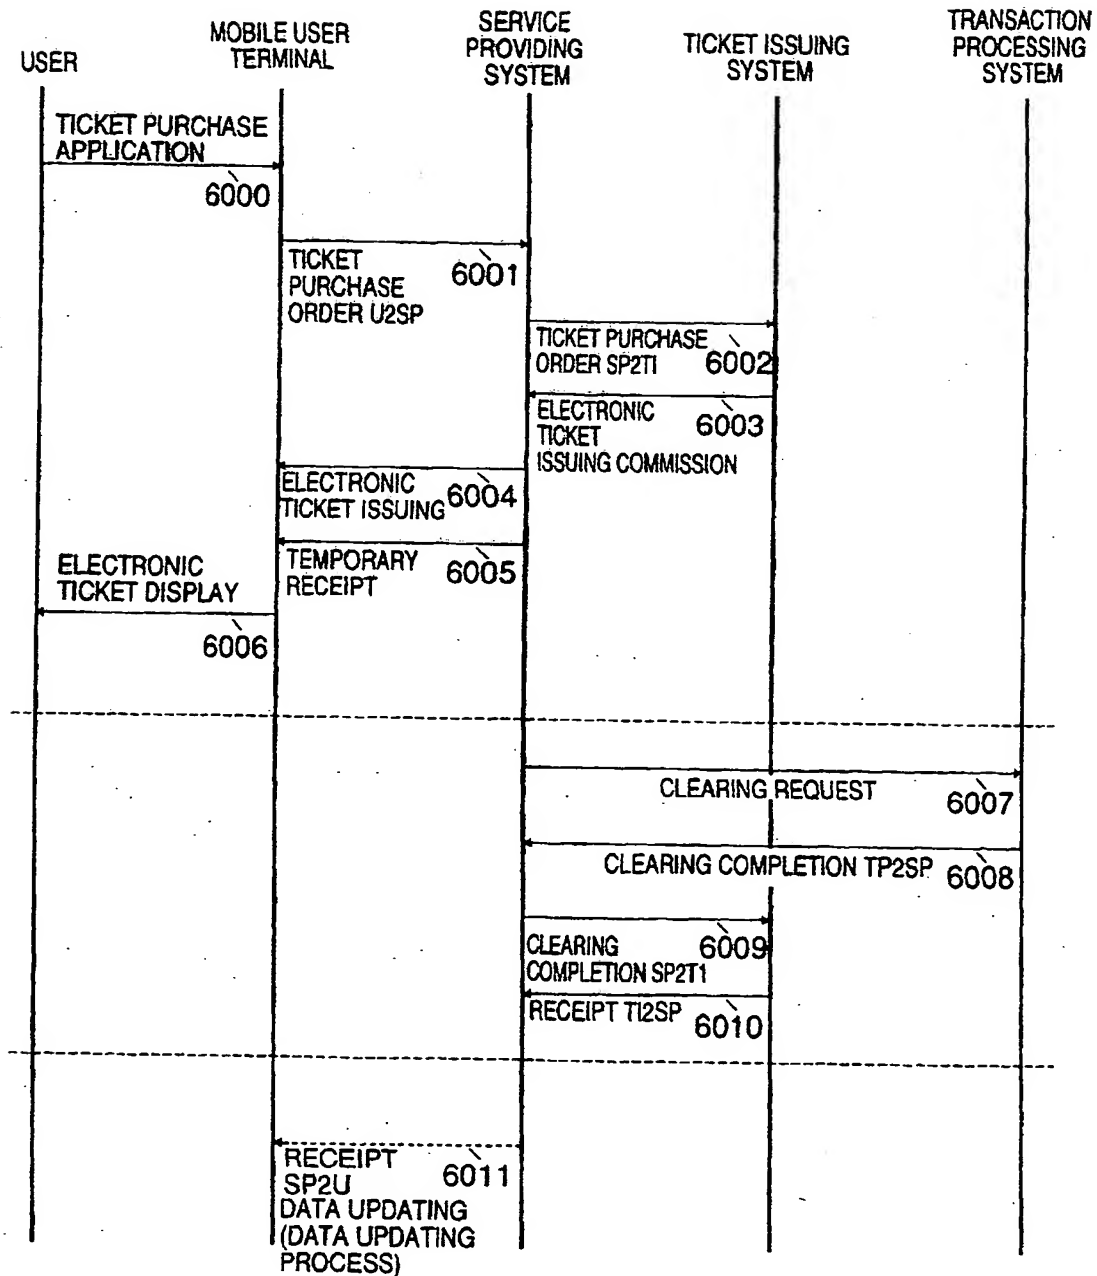 USER
MOBILE USER
TERMINAL
SERVICE
PROVIDING
SYSTEM
TICKET ISSUING
SYSTEM
TRANSACTION
PROCESSING
SYSTEM
TICKET PURCHASE
APPLICATION
6000
TICKET
PURCHASE
ORDER U2SP
6001
TICKET PURCHASE
ORDER SP2TI
6002
ELECTRONIC
TICKET
ISSUING COMMISSION
6003
ELECTRONIC
TICKET ISSUING
6004
TEMPORARY
RECEIPT
6005
ELECTRONIC
TICKET DISPLAY
6006
CLEARING REQUEST
6007
CLEARING COMPLETION TP2SP
6008
CLEARING
COMPLETION SP2T1
6009
RECEIPT TI2SP
6010
RECEIPT
SP2U
DATA UPDATING
(DATA UPDATING
PROCESS)
6011